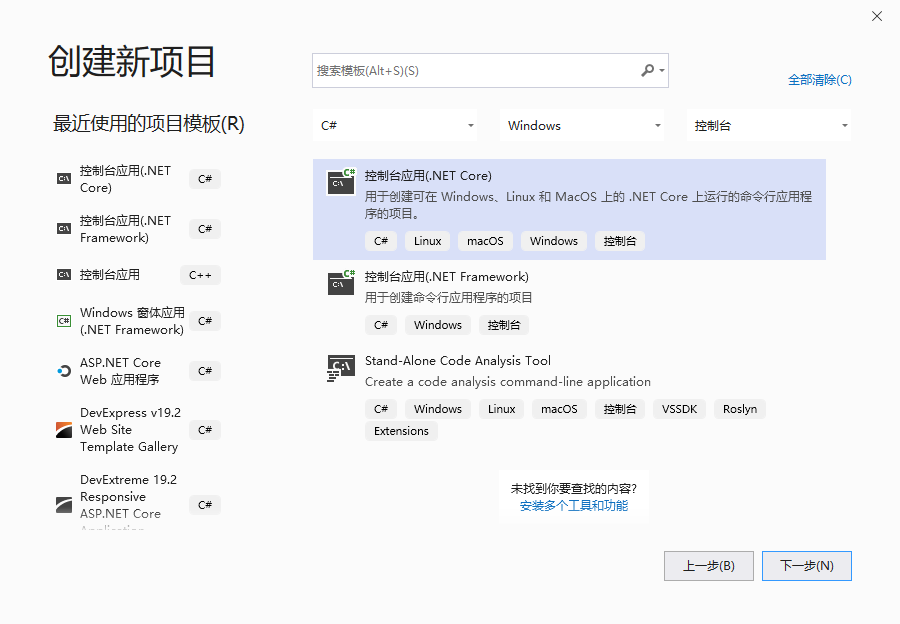 创建新项目
最近使用的项目模板(R)
控制台应用(.NET
Core)
C#
控制台应用(.NET
Framework)
C#
控制台应用
C++
Windows 窗体应用
(.NET Framework)
C#
ASP.NET Core
Web 应用程序
C#
DevExpress v19.2
Web Site
Template Gallery
C#
DevExtreme 19.2
Responsive
ASP.NET Core
Application
C#
搜索模板(Alt+S)(S)
全部清除(C)
C#
Windows
控制台
控制台应用(.NET Core)
用于创建可在 Windows、Linux 和 MacOS 上的 .NET Core 上运行的命令行应用程
序的项目。
C# Linux macOS Windows 控制台
控制台应用(.NET Framework)
用于创建命令行应用程序的项目
C# Windows 控制台
Stand-Alone Code Analysis Tool
Create a code analysis command-line application
C# Windows Linux macOS 控制台 VSSDK Roslyn
Extensions
未找到你要查找的内容?
安装多个工具和功能
上一步(B)
下一步(N)